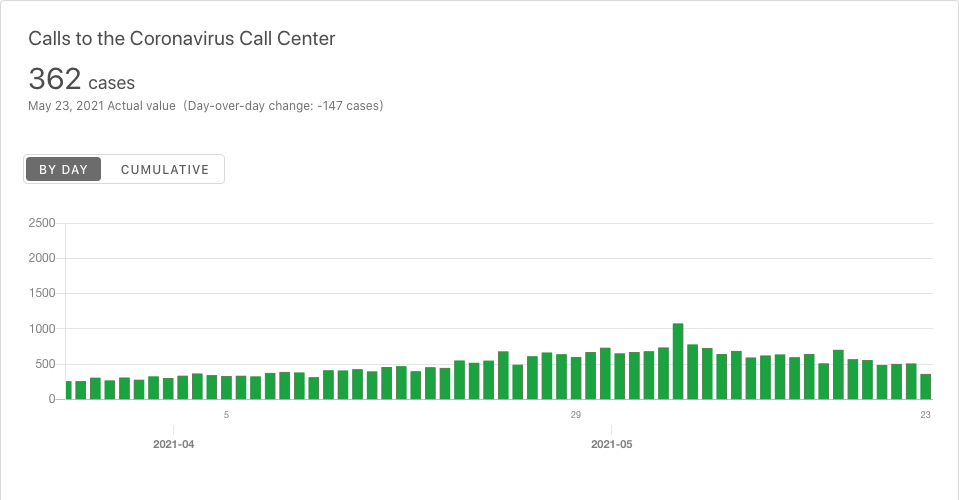 Calls to the Coronavirus Call Center
362 cases
May 23, 2021 Actual value (Day-over-day change: -147 cases)
BY DAY CUMULATIVE
2500
2000
1500
1000
500
0
5 29 23
2021-04 2021-05